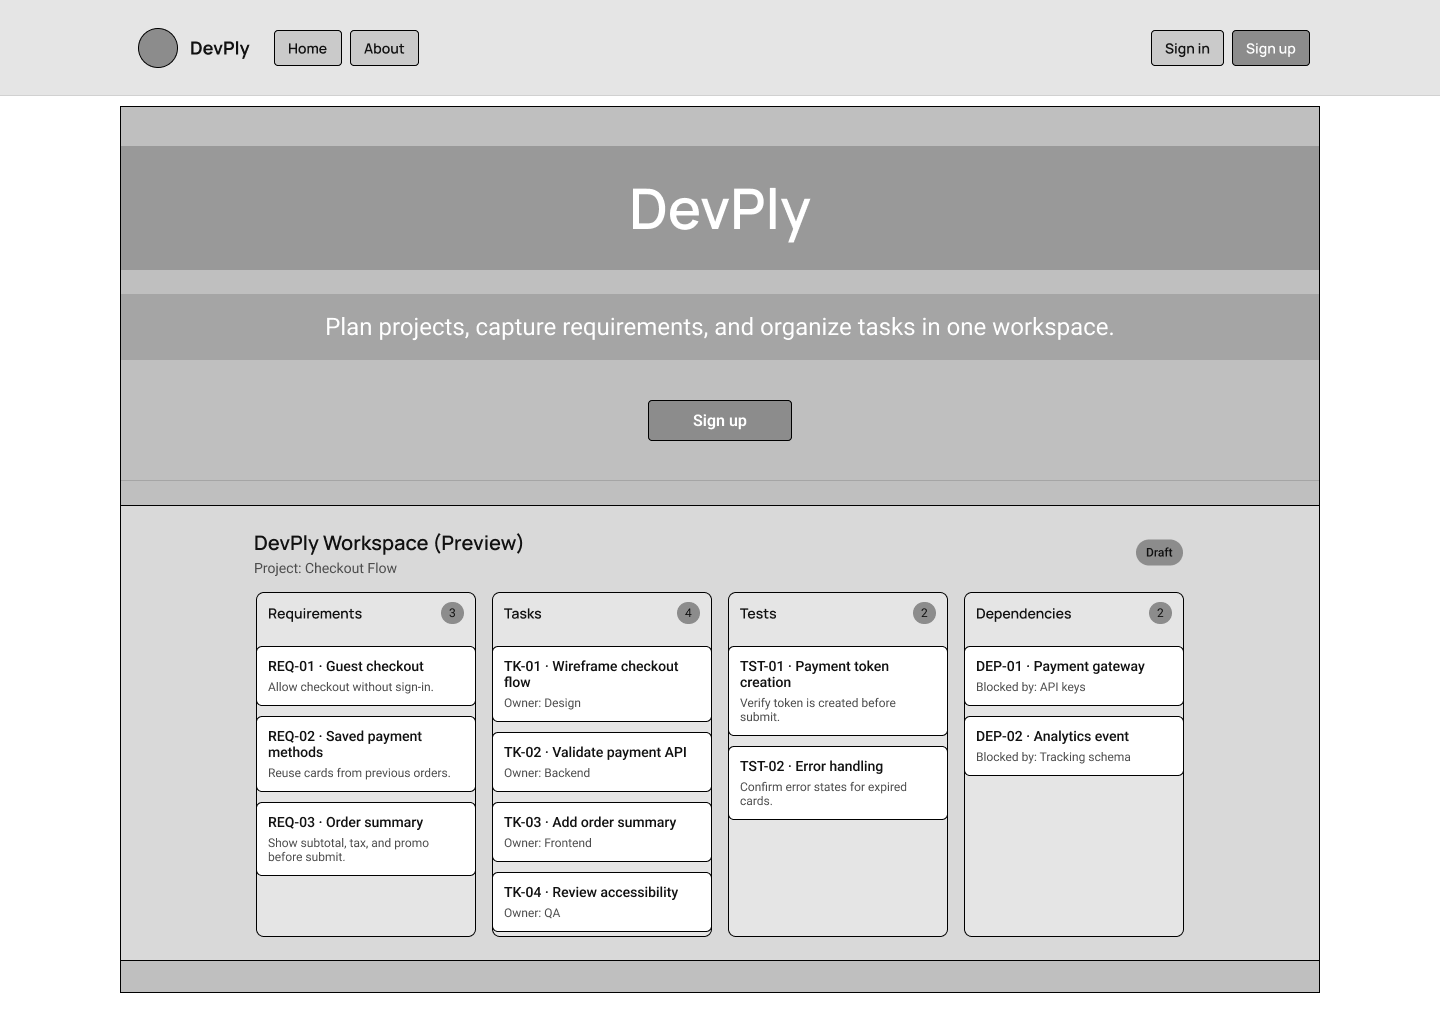 DevPly
Home
About
Sign in
Sign up
DevPly
Plan projects, capture requirements, and organize tasks in one workspace.
Sign up
DevPly Workspace (Preview)
Project: Checkout Flow
Draft
Requirements
3
REQ-01 · Guest checkout
Allow checkout without sign-in.
REQ-02 · Saved payment
methods
Reuse cards from previous orders.
REQ-03 · Order summary
Show subtotal, tax, and promo
before submit.
Tasks
4
TK-01 · Wireframe checkout
flow
Owner: Design
TK-02 · Validate payment API
Owner: Backend
TK-03 · Add order summary
Owner: Frontend
TK-04 · Review accessibility
Owner: QA
Tests
2
TST-01 · Payment token
creation
Verify token is created before
submit.
TST-02 · Error handling
Confirm error states for expired
cards.
Dependencies
2
DEP-01 · Payment gateway
Blocked by: API keys
DEP-02 · Analytics event
Blocked by: Tracking schema